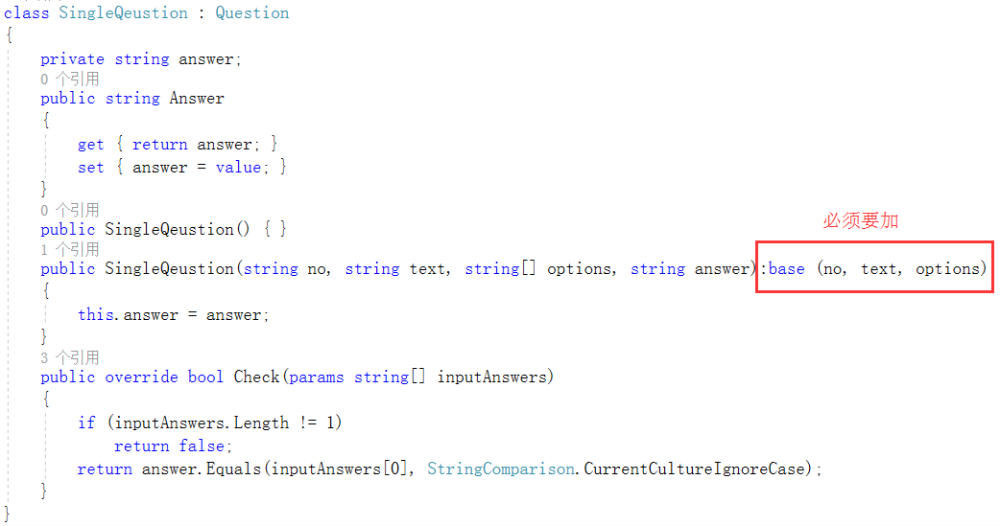 class SingleQeustion : Question
{
private string answer;
0 个引用
public string Answer
{
get { return answer; }
set { answer = value; }
}
0 个引用
public SingleQeustion() { }
1 个引用
必须要加
public SingleQeustion(string no, string text, string[] options, string answer):base (no, text, options)
{
this.answer = answer;
}
3 个引用
public override bool Check(params string[] inputAnswers)
{
if (inputAnswers.Length != 1)
return false;
return answer.Equals(inputAnswers[0], StringComparison.CurrentCultureIgnoreCase);
}
}